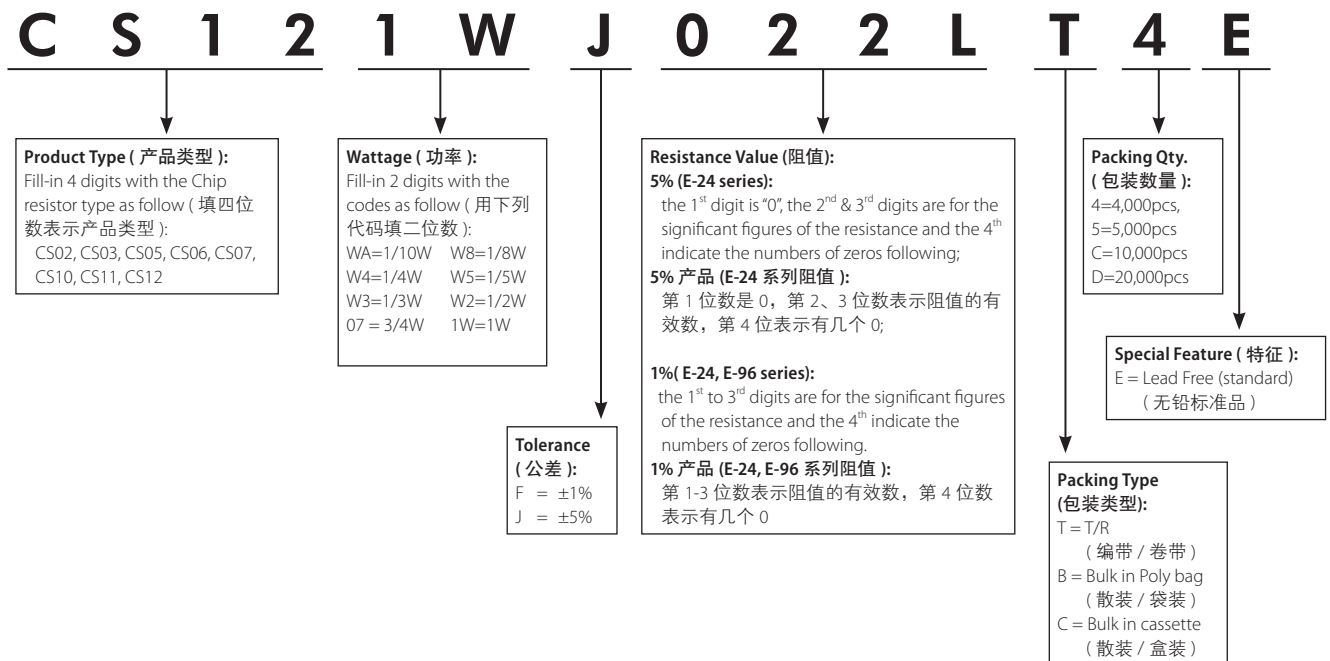 C S 1 2 1 W J 0 2 2 L T 4 E
Product Type ( 产品类型 ):
Fill-in 4 digits with the Chip
resistor type as follow ( 填四位
数表示产品类型 ):
CS02, CS03, CS05, CS06, CS07,
CS10, CS11, CS12
Wattage ( 功率 ):
Fill-in 2 digits with the
codes as follow ( 用下列
代码填二位数 ):
WA=1/10W W8=1/8W
W4=1/4W W5=1/5W
W3=1/3W W2=1/2W
07 = 3/4W 1W=1W
Tolerance
( 公差 ):
F = ±1%
J = ±5%
Resistance Value (阻值):
5% (E-24 series):
the 1st digit is “0”, the 2nd & 3rd digits are for the
significant figures of the resistance and the 4th
indicate the numbers of zeros following;
5% 产品 (E-24 系列阻值 ):
第 1 位数是 0，第 2、3 位数表示阻值的有
效数，第 4 位表示有几个 0;
1%( E-24, E-96 series):
the 1st to 3rd digits are for the significant figures
of the resistance and the 4th indicate the
numbers of zeros following.
1% 产品 (E-24, E-96 系列阻值 ):
第 1-3 位数表示阻值的有效数，第 4 位数
表示有几个 0
Packing Type
(包装类型):
T = T/R
( 编带 / 卷带 )
B = Bulk in Poly bag
( 散装 / 袋装 )
C = Bulk in cassette
( 散装 / 盒装 )
Packing Qty.
( 包装数量 ):
4=4,000pcs,
5=5,000pcs
C=10,000pcs
D=20,000pcs
Special Feature ( 特征 ):
E = Lead Free (standard)
( 无铅标准品 )